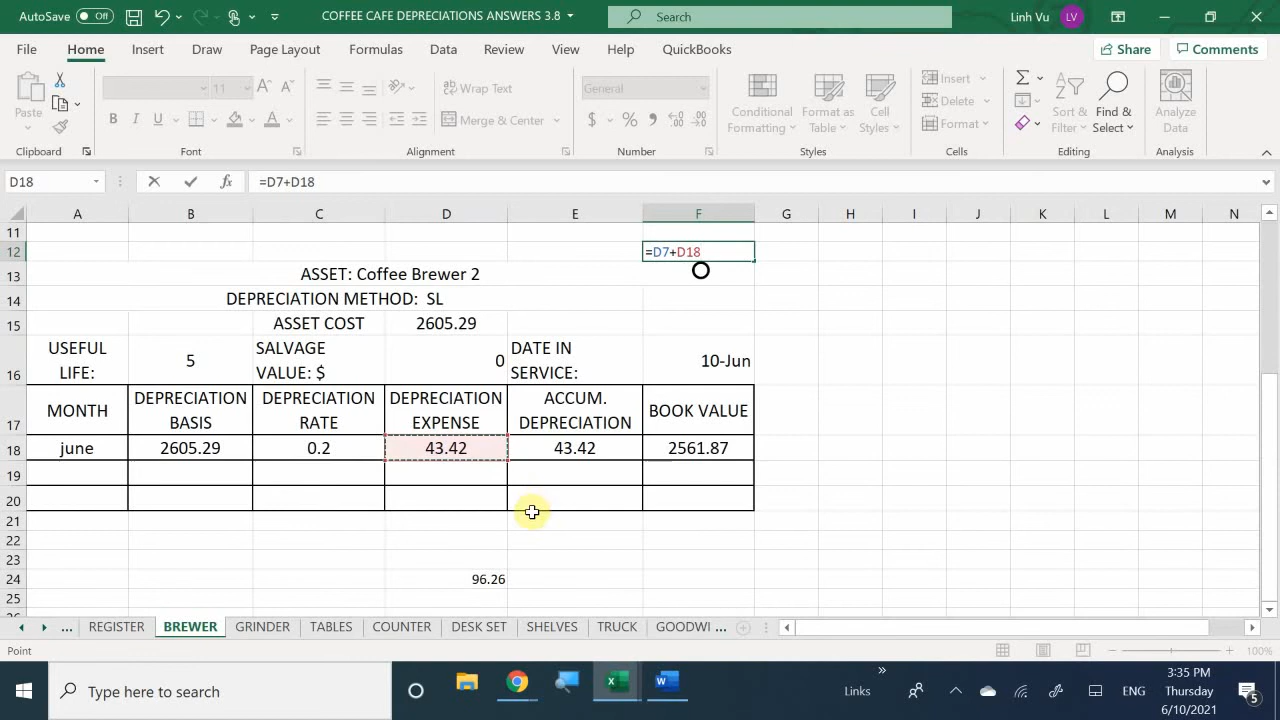 AutoSave Off COFFEE CAFE DEPRECIATIONS ANSWERS 3.8 Search Linh Vu LV
File Home Insert Draw Page Layout Formulas Data Review View Help QuickBooks Share Comments
Paste 11 Wrap Text General Conditional Format as Cell Insert Sort & Find & Analyze
B I U Merge & Center $ % Formatting Table Styles Delete Filter Select Data
Format
Clipboard Font Alignment Number Styles Cells Editing Analysis
D18 fx =D7+D18
A B C D E F G H I J K L M N
11
12 =D7+D18
13 ASSET: Coffee Brewer 2
14 DEPRECIATION METHOD: SL
15 ASSET COST 2605.29
USEFUL SALVAGE DATE IN
16 LIFE: 5 VALUE: $ 0 SERVICE: 10-Jun
DEPRECIATION DEPRECIATION DEPRECIATION ACCUM.
17 MONTH BASIS RATE EXPENSE DEPRECIATION BOOK VALUE
18 june 2605.29 0.2 43.42 43.42 2561.87
19
20
21
22
23
24 96.26
25
... REGISTER BREWER GRINDER TABLES COUNTER DESK SET SHELVES TRUCK GOODWI ...
Point 100%
Type here to search Links ENG 3:35 PM
Thursday
6/10/2021 5